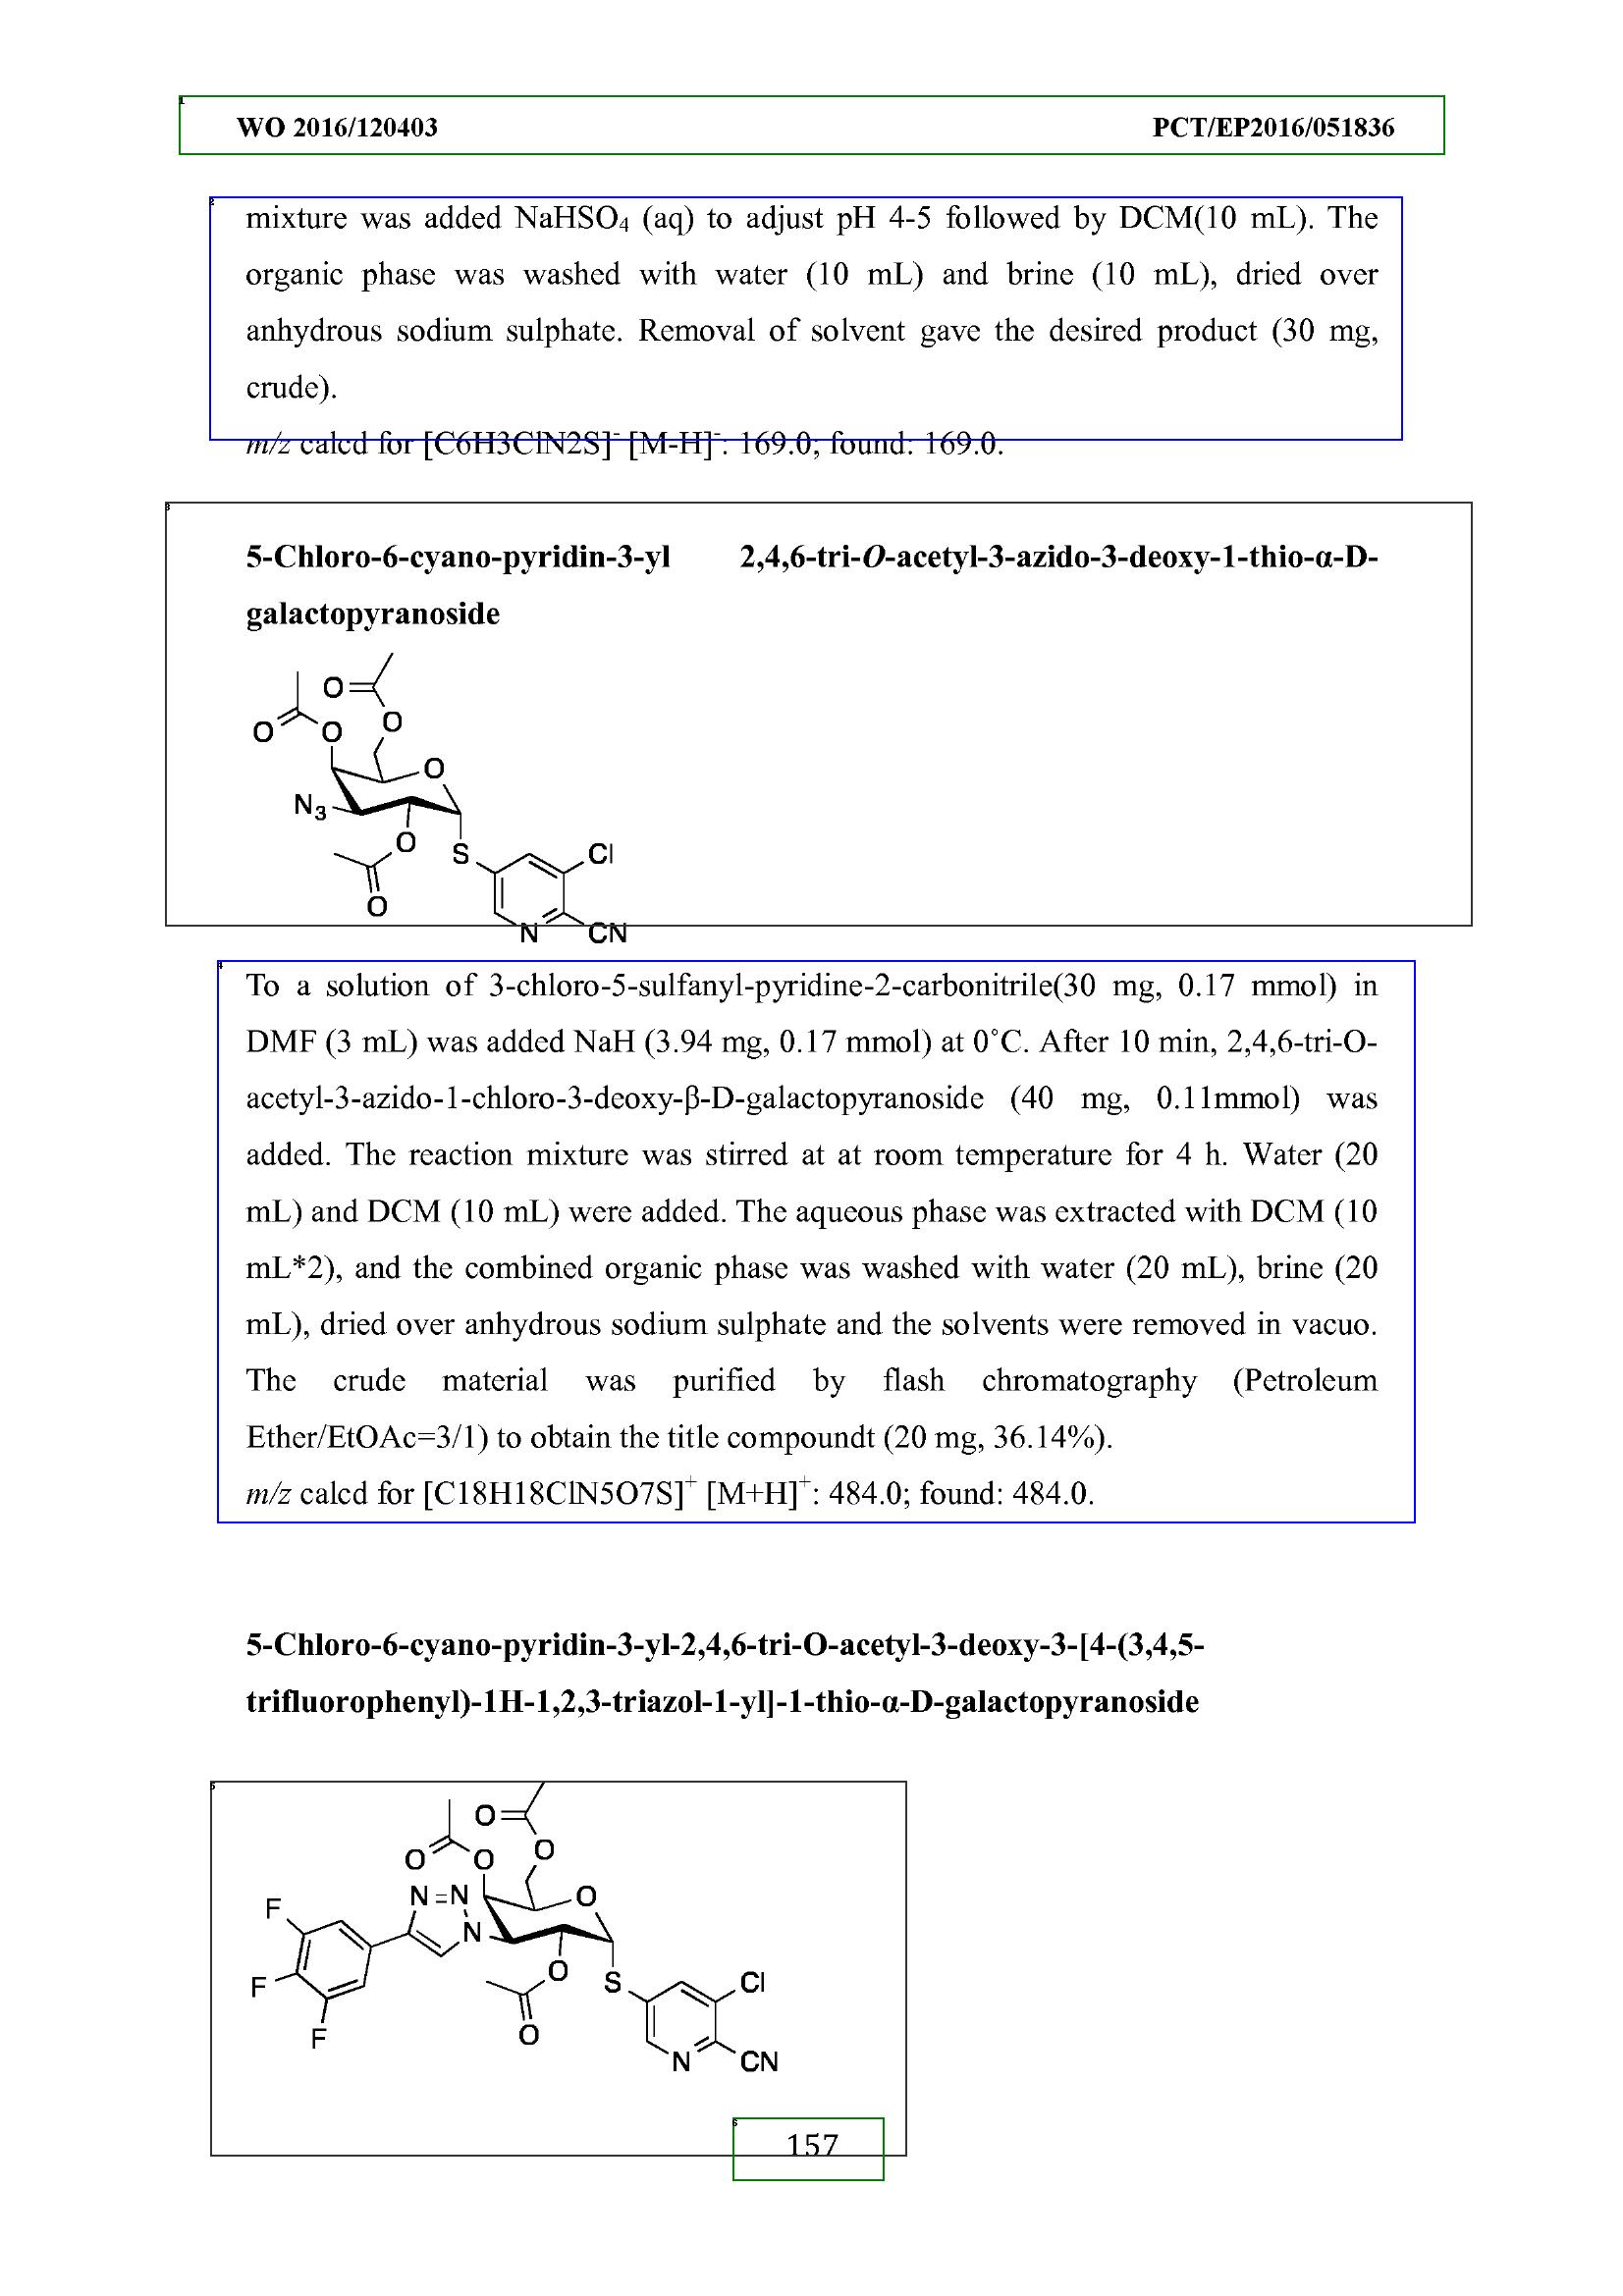 WO 2016/120403 PCT/EP2016/051836
mixture was added NaHSO4 (aq) to adjust pH 4-5 followed by DCM(10 mL). The
organic phase was washed with water (10 mL) and brine (10 mL), dried over
anhydrous sodium sulphate. Removal of solvent gave the desired product (30 mg,
crude).
m/z calcd for [C6H3ClN2S]- [M-H]-: 169.0; found: 169.0.
5-Chloro-6-cyano-pyridin-3-yl 2,4,6-tri-O-acetyl-3-azido-3-deoxy-1-thio-α-D-
galactopyranoside
O
O
O O
O
N3
O
S Cl
O
N CN
To a solution of 3-chloro-5-sulfanyl-pyridine-2-carbonitrile(30 mg, 0.17 mmol) in
DMF (3 mL) was added NaH (3.94 mg, 0.17 mmol) at 0˚C. After 10 min, 2,4,6-tri-O-
acetyl-3-azido-1-chloro-3-deoxy-β-D-galactopyranoside (40 mg, 0.11mmol) was
added. The reaction mixture was stirred at at room temperature for 4 h. Water (20
mL) and DCM (10 mL) were added. The aqueous phase was extracted with DCM (10
mL*2), and the combined organic phase was washed with water (20 mL), brine (20
mL), dried over anhydrous sodium sulphate and the solvents were removed in vacuo.
The crude material was purified by flash chromatography (Petroleum
Ether/EtOAc=3/1) to obtain the title compoundt (20 mg, 36.14%).
m/z calcd for [C18H18ClN5O7S]+ [M+H]+: 484.0; found: 484.0.
5-Chloro-6-cyano-pyridin-3-yl-2,4,6-tri-O-acetyl-3-deoxy-3-[4-(3,4,5-
trifluorophenyl)-1H-1,2,3-triazol-1-yl]-1-thio-α-D-galactopyranoside
O
O
O O
N=N O
F
N
O
F S Cl
O
F
N CN
157